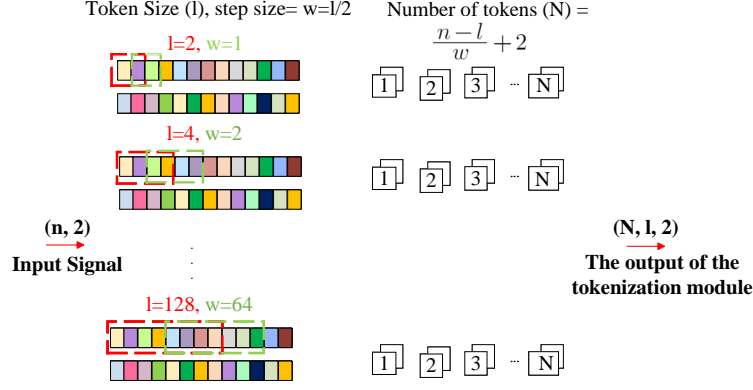 Token Size (l), step size= w=l/2
Number of tokens (N) =
\frac{n-l}{w} + 2
l=2, w=1
1 2 3 ... N
l=4, w=2
1 2 3 ... N
(n, 2)
Input Signal
(N, l, 2)
The output of the
tokenization module
l=128, w=64
1 2 3 ... N